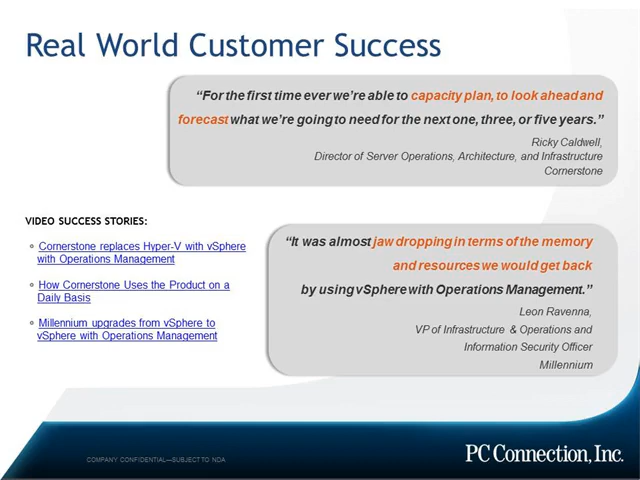 Real World Customer Success
“For the first time ever we’re able to capacity plan, to look ahead and
forecast what we’re going to need for the next one, three, or five years.”
Ricky Caldwell,
Director of Server Operations, Architecture, and Infrastructure
Cornerstone
VIDEO SUCCESS STORIES:
Cornerstone replaces Hyper-V with vSphere
with Operations Management
How Cornerstone Uses the Product on a
Daily Basis
Millennium upgrades from vSphere to
vSphere with Operations Management
“It was almost jaw dropping in terms of the memory
and resources we would get back
by using vSphere with Operations Management.”
Leon Ravenna,
VP of Infrastructure & Operations and
Information Security Officer
Millennium
COMPANY CONFIDENTIAL—SUBJECT TO NDA
PC Connection, Inc.